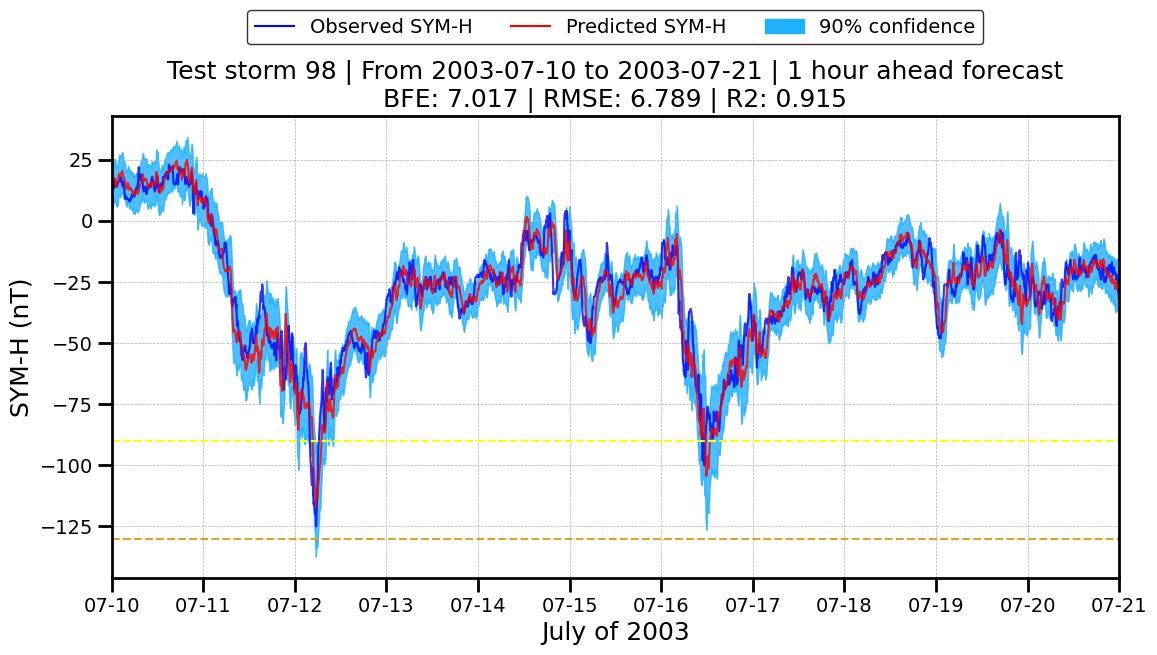 Observed SYM-H Predicted SYM-H 90% confidence
Test storm 98 | From 2003-07-10 to 2003-07-21 | 1 hour ahead forecast
BFE: 7.017 | RMSE: 6.789 | R2: 0.915
25
0
−25
−50
−75
−100
−125
SYM-H (nT)
07-10 07-11 07-12 07-13 07-14 07-15 07-16 07-17 07-18 07-19 07-20 07-21
July of 2003